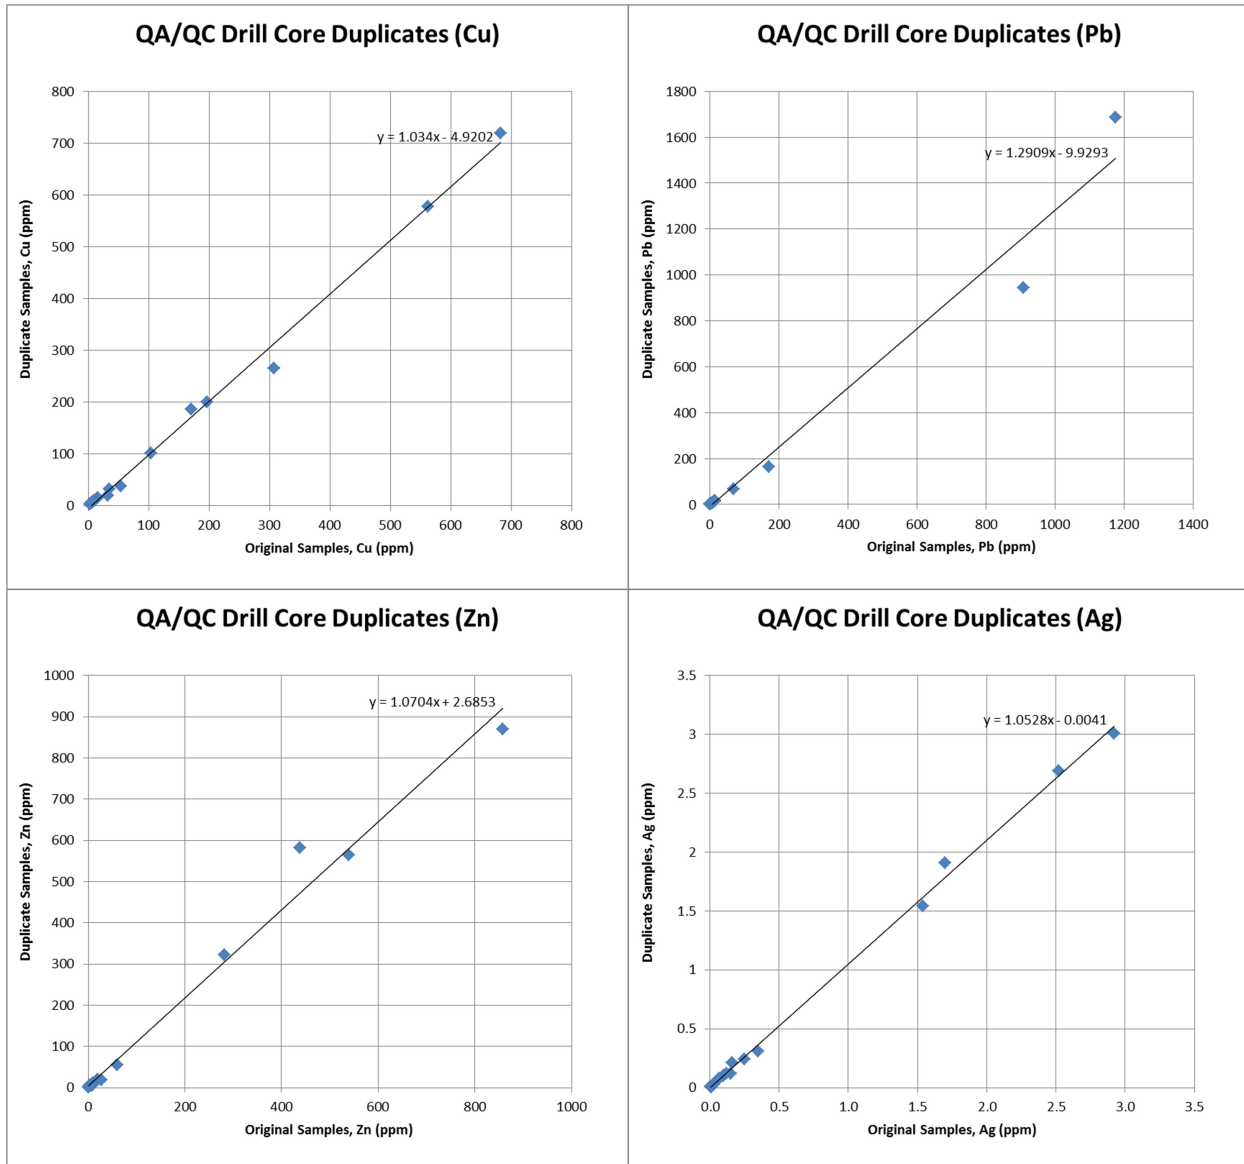 QA/QC Drill Core Duplicates (Cu)
800
700
600
500
400
300
200
100
0
y = 1.034x - 4.9202
Duplicate Samples, Cu (ppm)
0 100 200 300 400 500 600 700 800
Original Samples, Cu (ppm)
QA/QC Drill Core Duplicates (Pb)
1800
1600
1400
1200
1000
800
600
400
200
0
y = 1.2909x - 9.9293
Duplicate Samples, Pb (ppm)
0 200 400 600 800 1000 1200 1400
Original Samples, Pb (ppm)
QA/QC Drill Core Duplicates (Zn)
1000
900
800
700
600
500
400
300
200
100
0
y = 1.0704x + 2.6853
Duplicate Samples, Zn (ppm)
0 200 400 600 800 1000
Original Samples, Zn (ppm)
QA/QC Drill Core Duplicates (Ag)
3.5
3
2.5
2
1.5
1
0.5
0
y = 1.0528x - 0.0041
Duplicate Samples, Ag (ppm)
0.0 0.5 1.0 1.5 2.0 2.5 3.0 3.5
Original Samples, Ag (ppm)